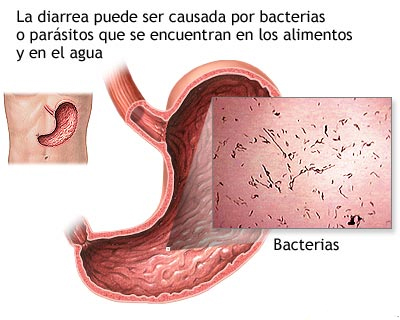 La diarrea puede ser causada por bacterias
o parásitos que se encuentran en los alimentos
y en el agua
Bacterias